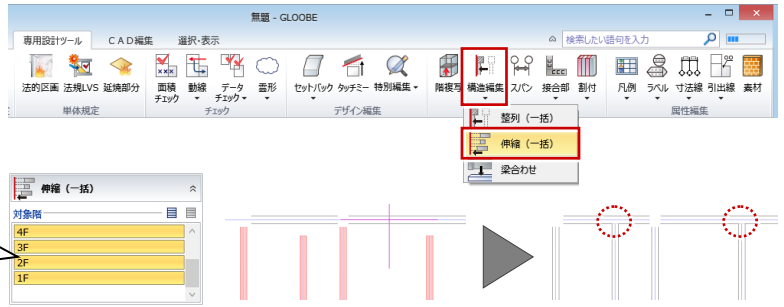 無題 - GLOOBE
専用設計ツール CAD編集 選択・表示 検索したい語句を入力
法的区画 法規LVS 延焼部分 面積チェック 動線 データチェック 雲形 セットバック タッチミー 特別編集 階複写 構造編集 スパン 接合部 割付 凡例 ラベル 寸法線 引出線 素材
単体規定 チェック デザイン編集 属性編集
整列（一括）
伸縮（一括）
梁合わせ
伸縮（一括）
対象階
4F
3F
2F
1F